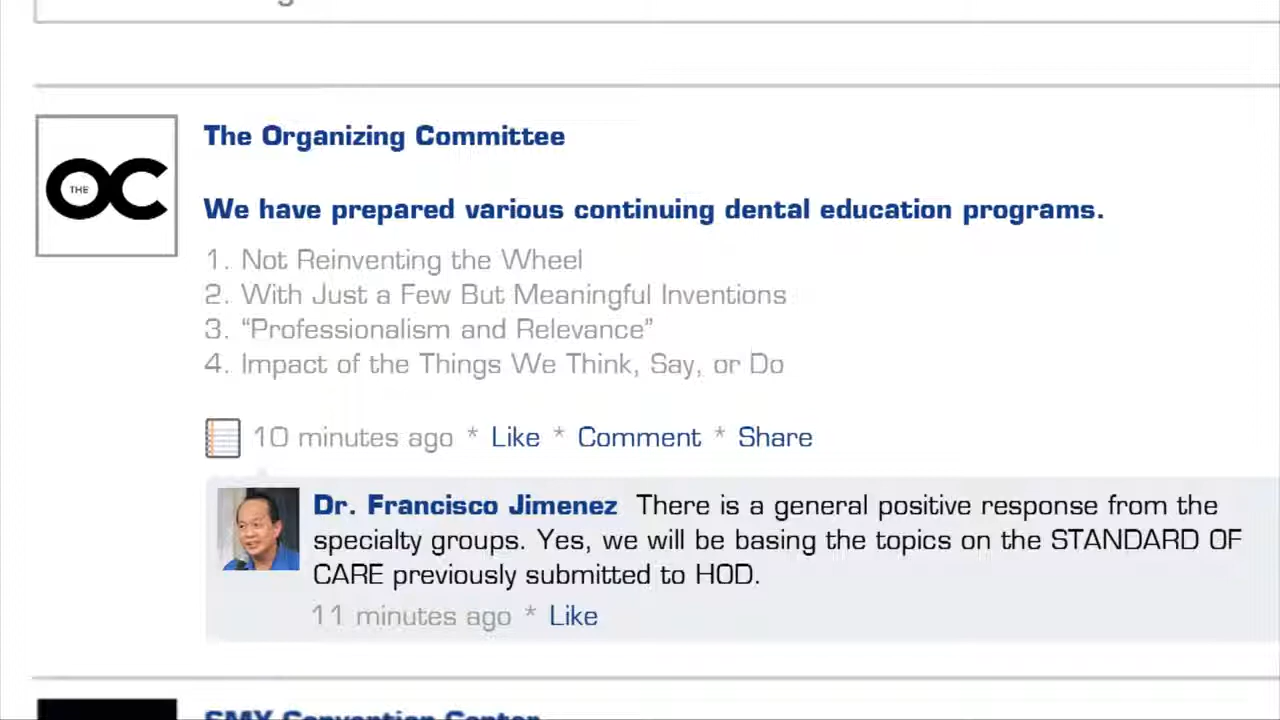 The Organizing Committee
THE
OC
We have prepared various continuing dental education programs.
1. Not Reinventing the Wheel
2. With Just a Few But Meaningful Inventions
3. “Professionalism and Relevance”
4. Impact of the Things We Think, Say, or Do
10 minutes ago * Like * Comment * Share
Dr. Francisco Jimenez There is a general positive response from the
specialty groups. Yes, we will be basing the topics on the STANDARD OF
CARE previously submitted to HOD.
11 minutes ago * Like
SMX Convention Center